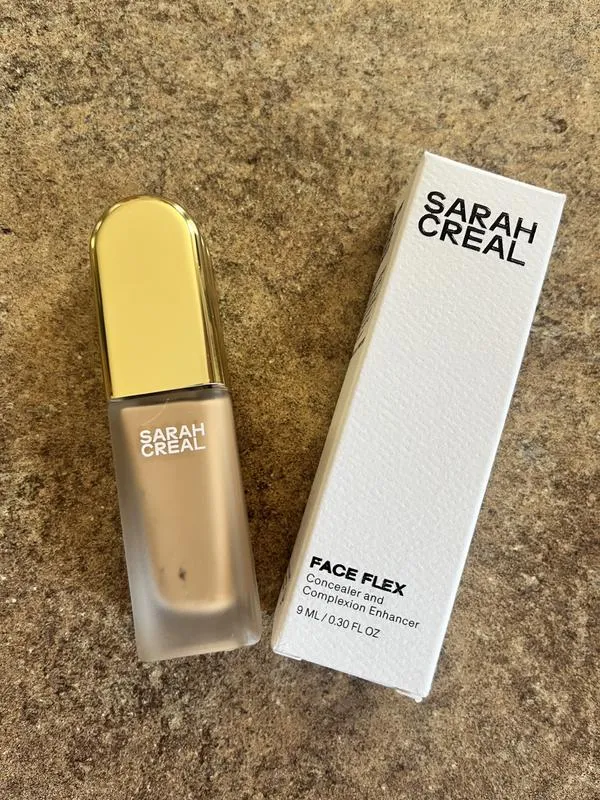 SARAH
CREAL
SARAH
CREAL
FACE FLEX
Concealer and
Complexion Enhancer
9 ML / 0.30 FL OZ